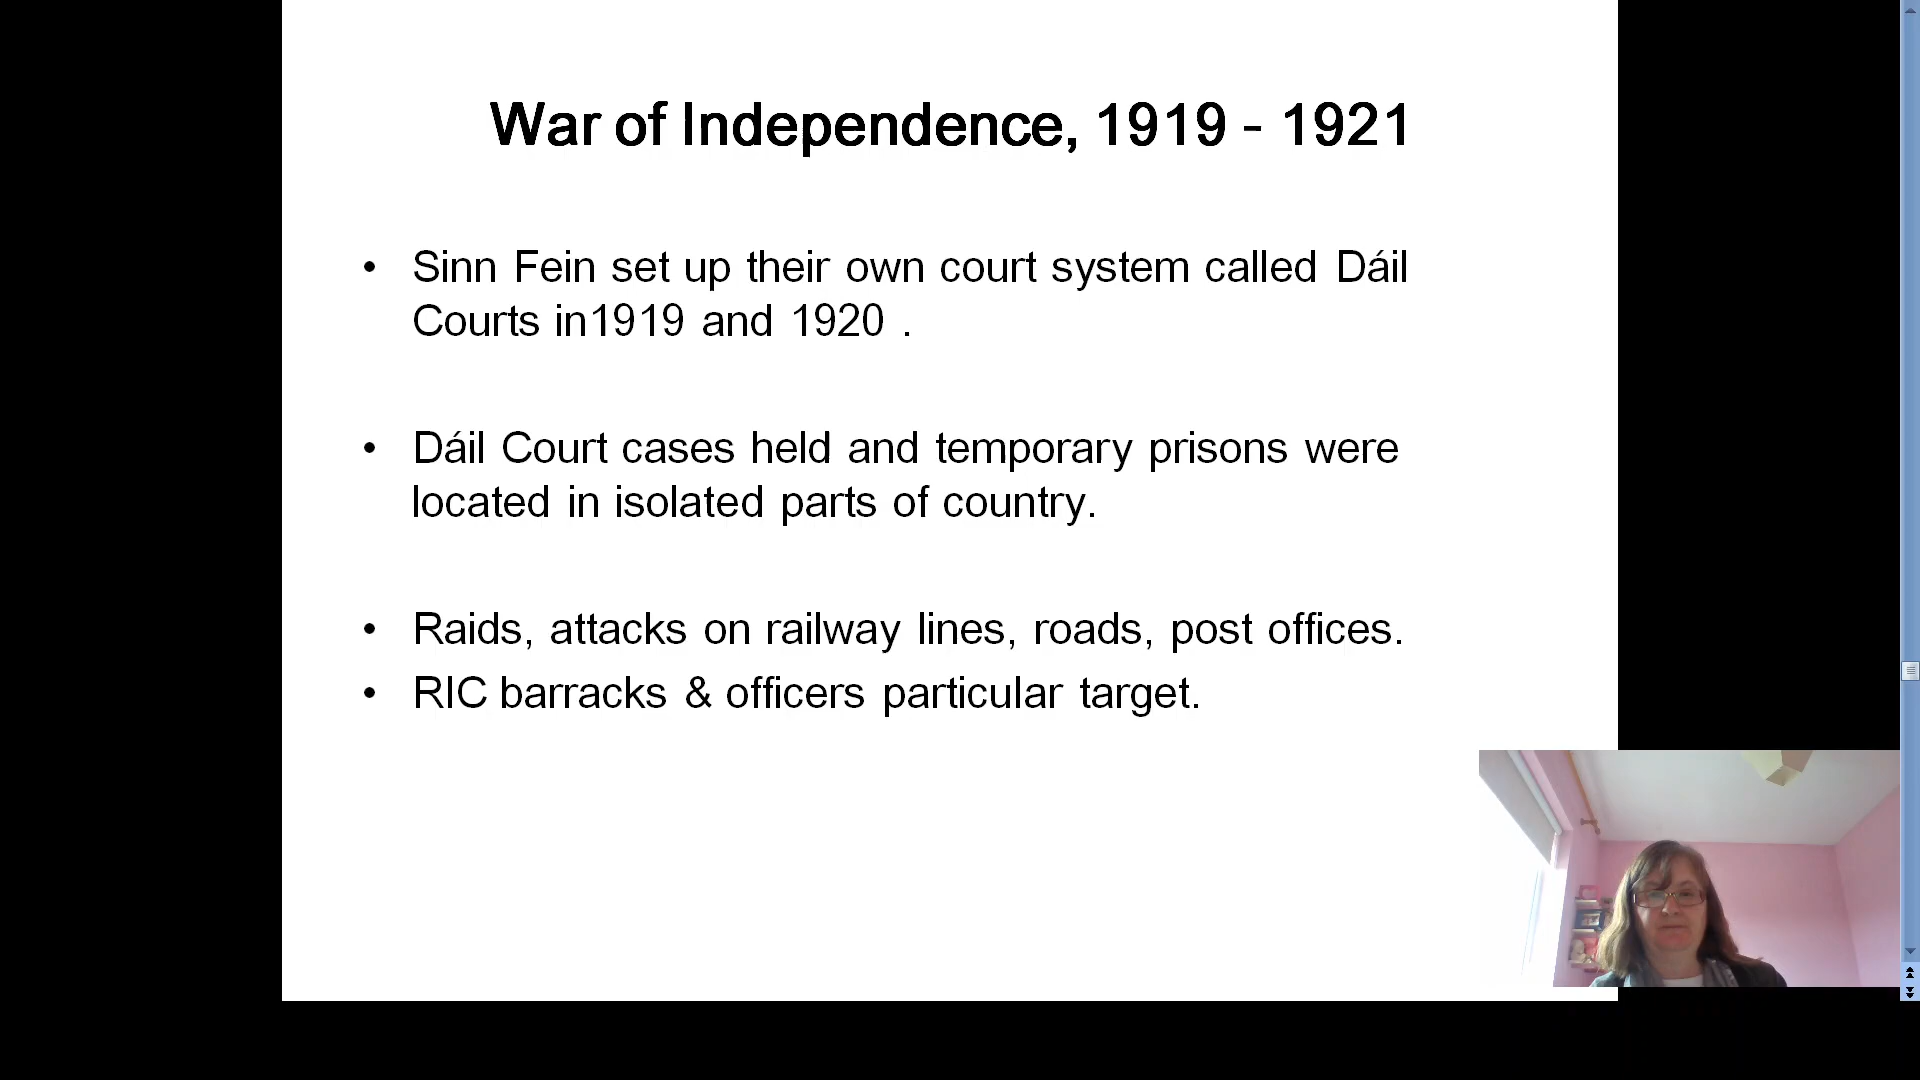 War of Independence, 1919 - 1921
• Sinn Fein set up their own court system called Dáil
Courts in1919 and 1920 .
• Dáil Court cases held and temporary prisons were
located in isolated parts of country.
• Raids, attacks on railway lines, roads, post offices.
• RIC barracks & officers particular target.